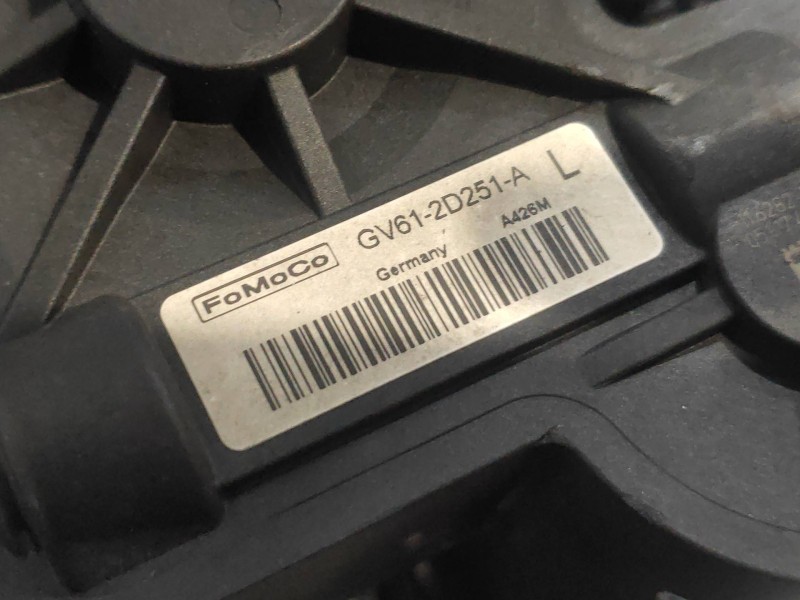 FoMoCo GV61-2D251-A L
Germany A426M